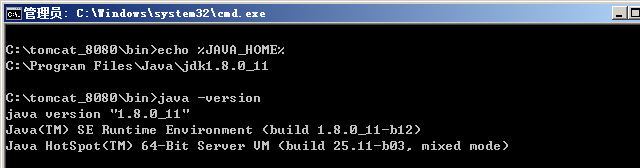 管理员: C:\Windows\system32\cmd.exe
C:\tomcat_8080\bin>echo %JAVA_HOME%
C:\Program Files\Java\jdk1.8.0_11
C:\tomcat_8080\bin>java -version
java version "1.8.0_11"
Java(TM) SE Runtime Environment (build 1.8.0_11-b12)
Java HotSpot(TM) 64-Bit Server VM (build 25.11-b03, mixed mode)